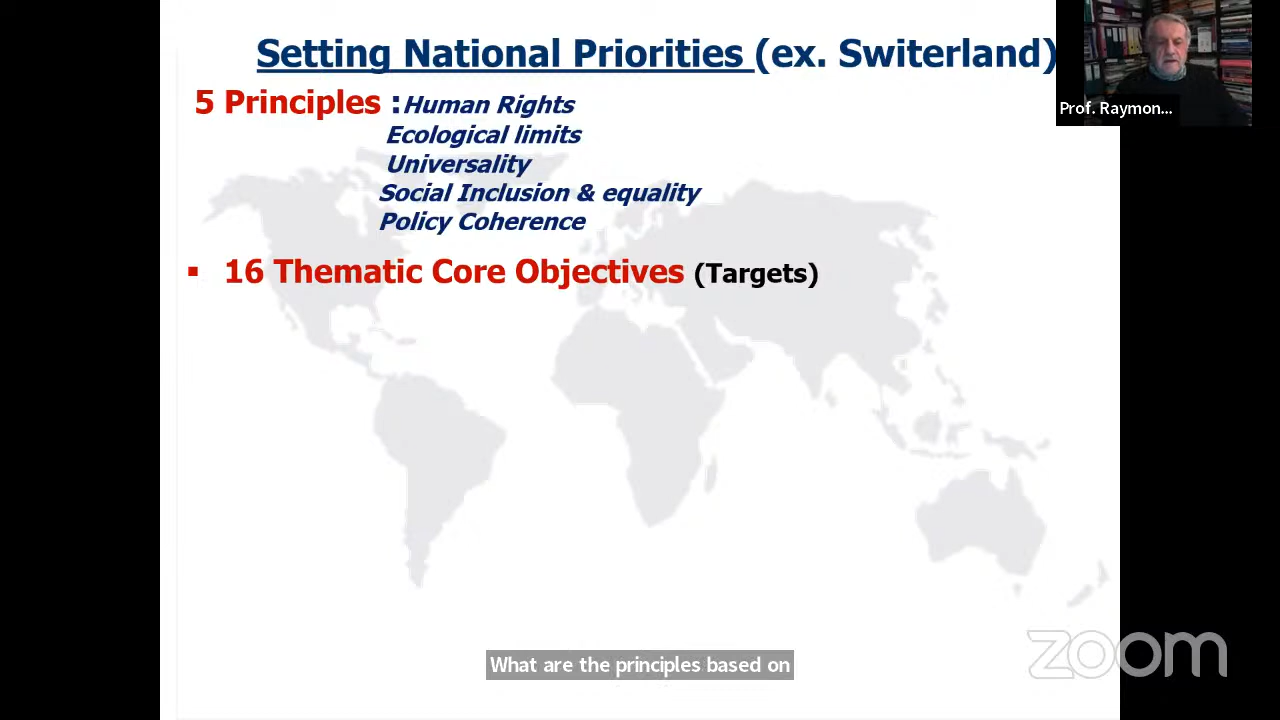 Setting National Priorities (ex. Switerland)
Prof. Raymon...
5 Principles : Human Rights
Ecological limits
Universality
Social Inclusion & equality
Policy Coherence
▪ 16 Thematic Core Objectives (Targets)
zoom
What are the principles based on